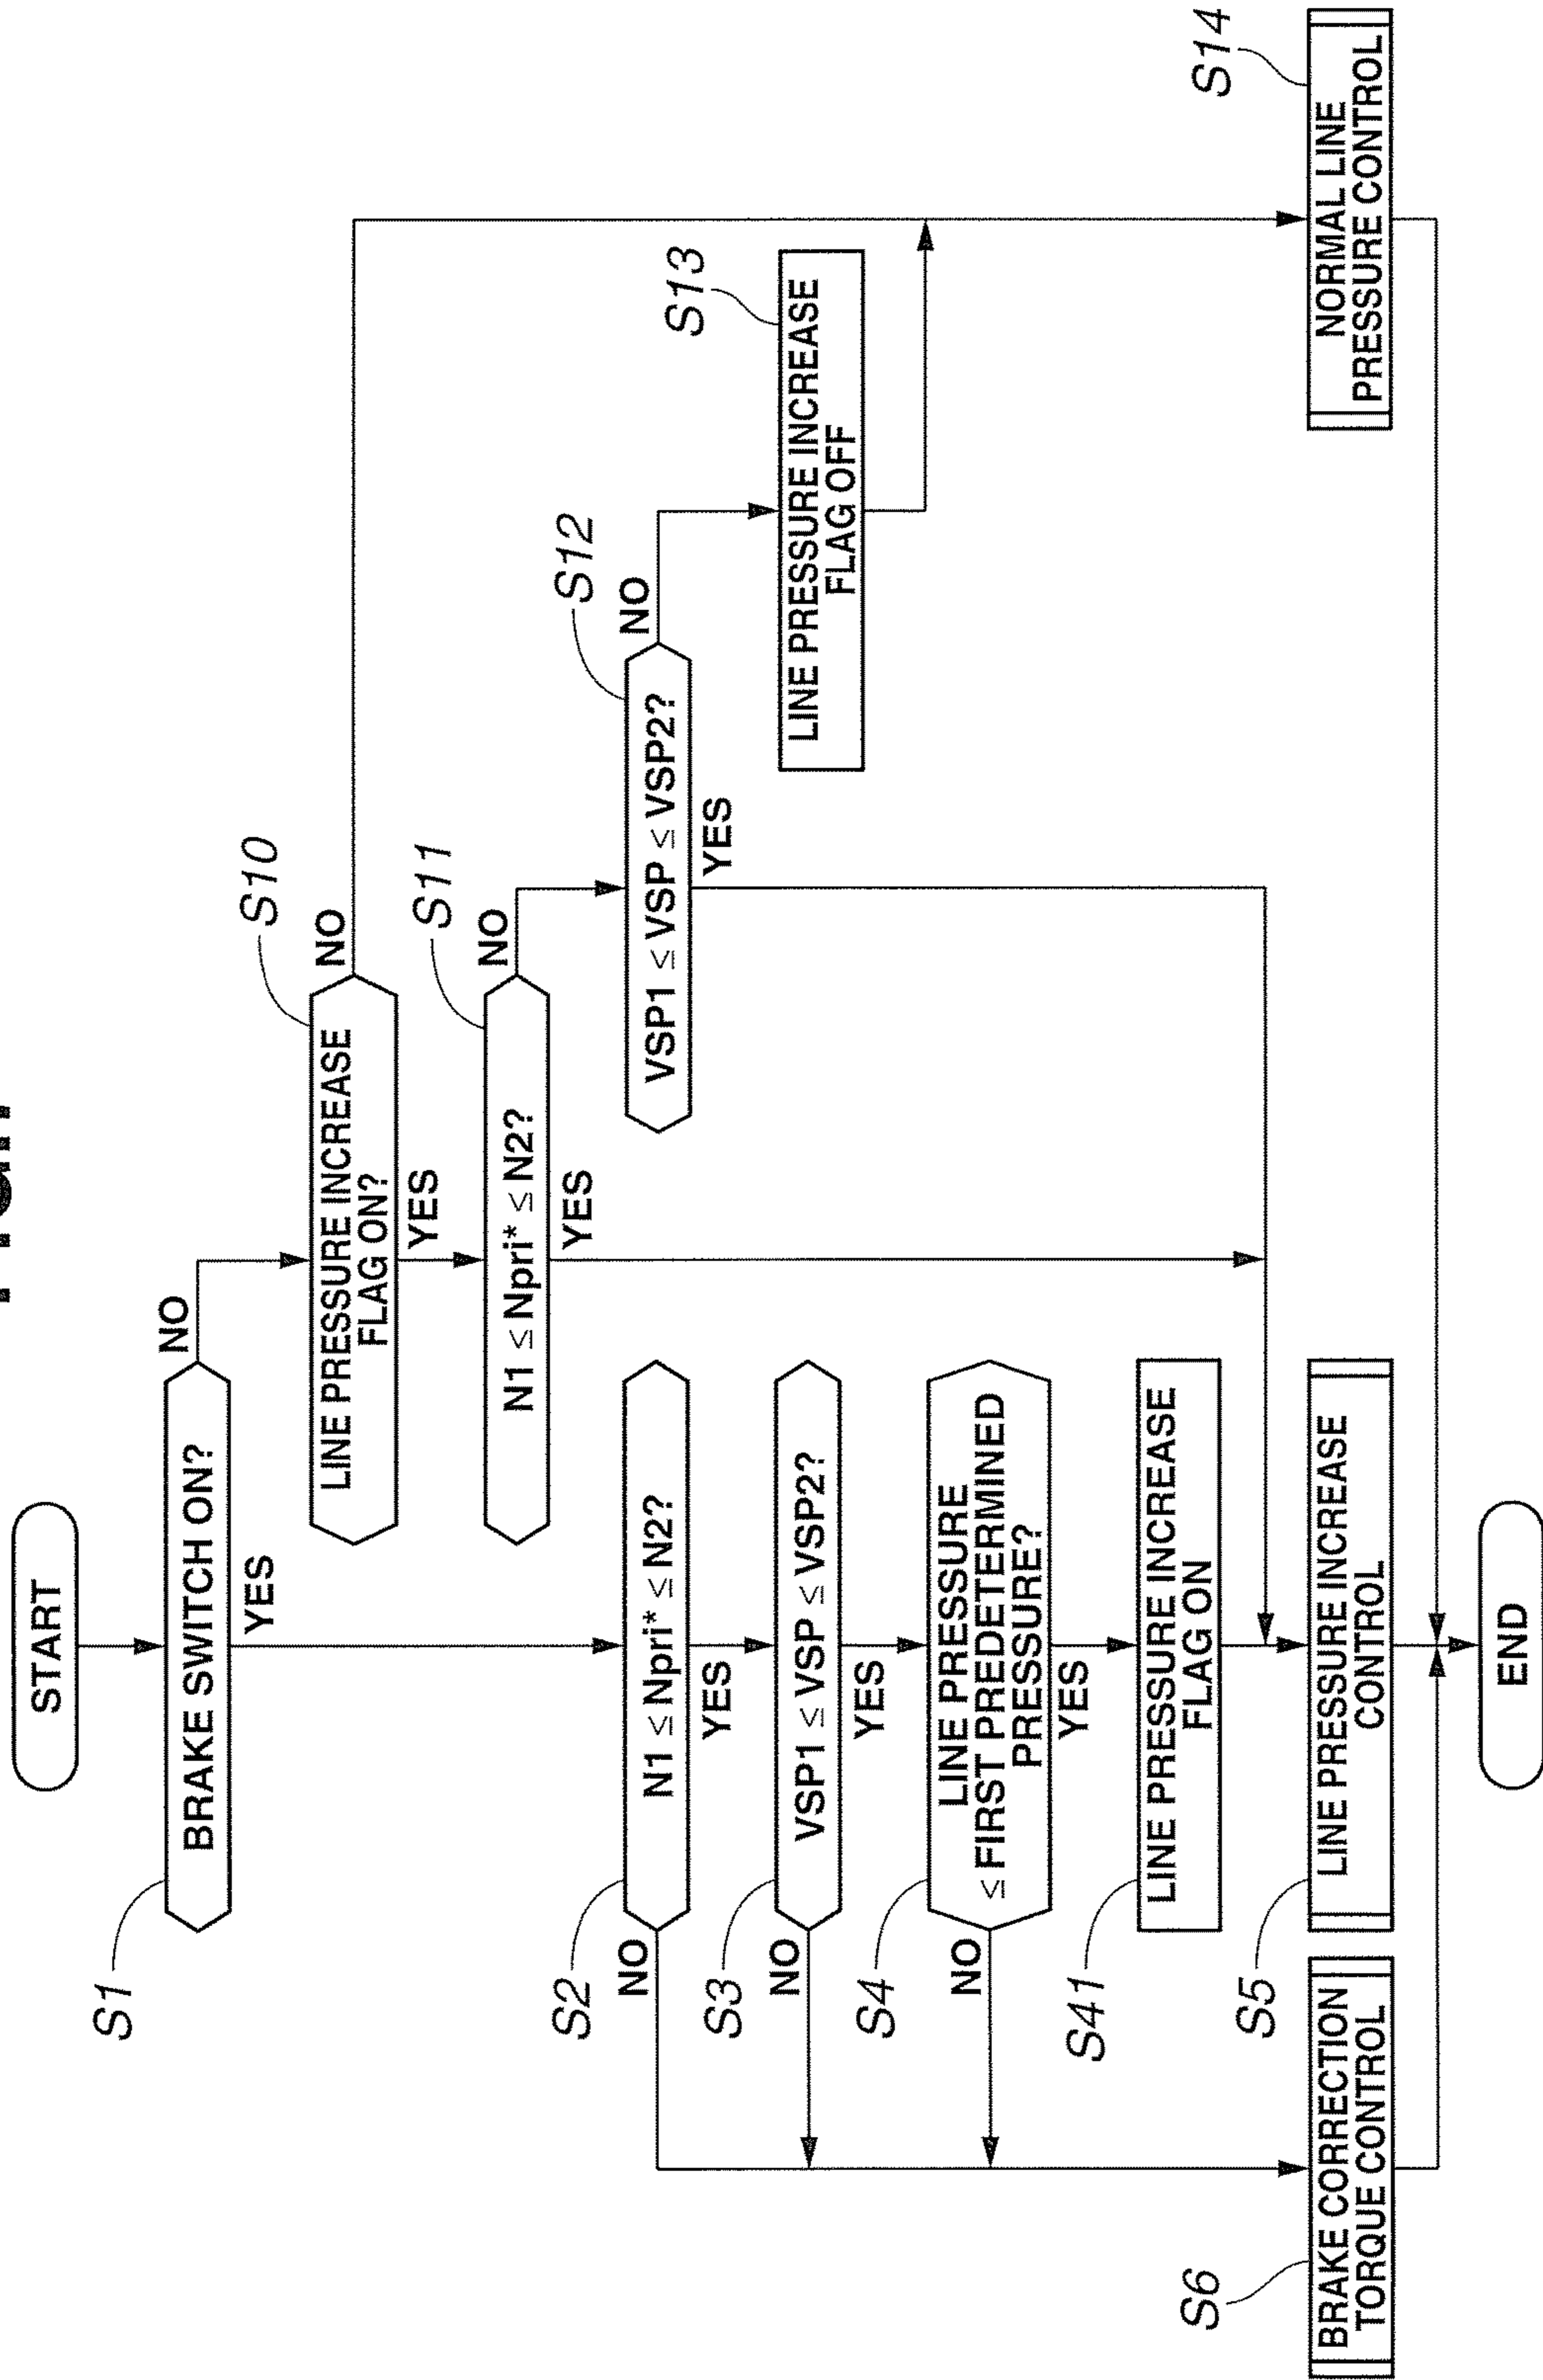 START
S1
BRAKE SWITCH ON?
NO
YES
S10
LINE PRESSURE INCREASE
FLAG ON?
NO
YES
S11
N1 ≤ Npri* ≤ N2?
NO
YES
S2
N1 ≤ Npri* ≤ N2?
NO
YES
S12
VSP1 ≤ VSP ≤ VSP2?
NO
YES
S3
VSP1 ≤ VSP ≤ VSP2?
NO
YES
S13
LINE PRESSURE INCREASE
FLAG OFF
S4
LINE PRESSURE
≤ FIRST PREDETERMINED
PRESSURE?
NO
YES
S41
LINE PRESSURE INCREASE
FLAG ON
S6
BRAKE CORRECTION
TORQUE CONTROL
S5
LINE PRESSURE INCREASE
CONTROL
S14
NORMAL LINE
PRESSURE CONTROL
END